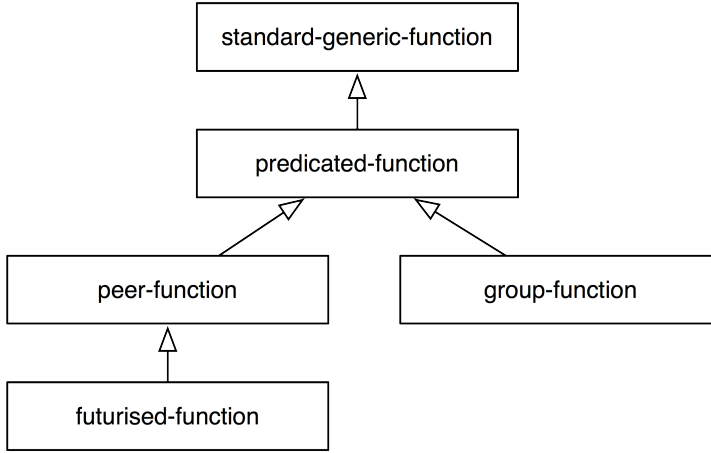 standard-generic-function
predicated-function
peer-function
group-function
futurised-function